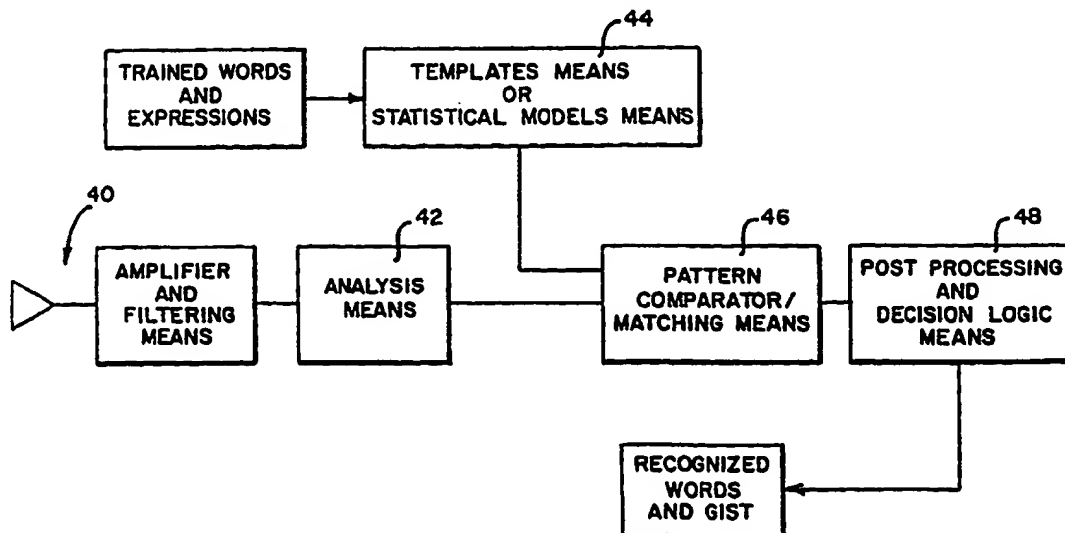 44
TRAINED WORDS
AND
EXPRESSIONS
TEMPLATES MEANS
OR
STATISTICAL MODELS MEANS
40
42
46
48
AMPLIFIER
AND
FILTERING
MEANS
ANALYSIS
MEANS
PATTERN
COMPARATOR/
MATCHING MEANS
POST PROCESSING
AND
DECISION LOGIC
MEANS
RECOGNIZED
WORDS
AND GIST